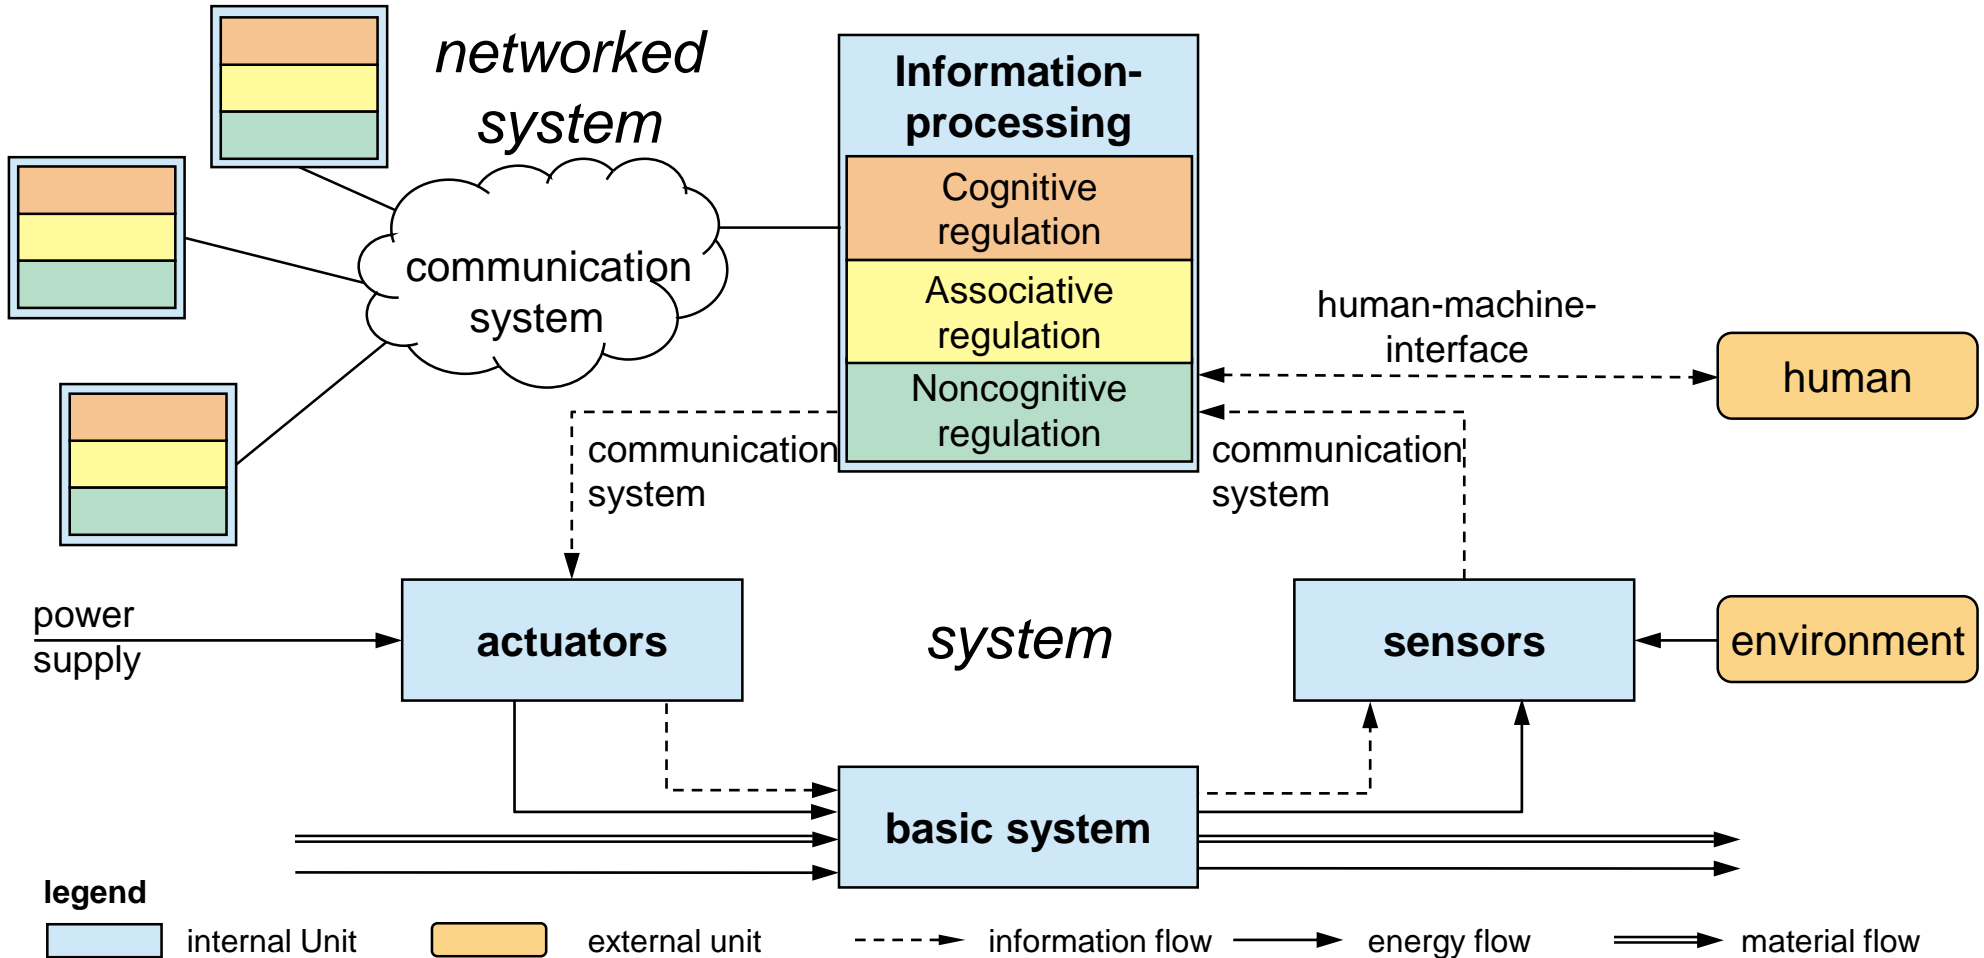 networked
system
Information-
processing
Cognitive
regulation
Associative
regulation
Noncognitive
regulation
communication
system
human-machine-
interface
human
communication
system
communication
system
power
supply
actuators
system
sensors
environment
basic system
legend
internal Unit
external unit
information flow
energy flow
material flow